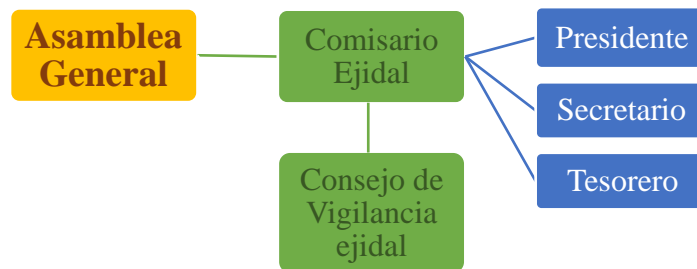 Asamblea
General
Comisario
Ejidal
Presidente
Secretario
Tesorero
Consejo de
Vigilancia
ejidal